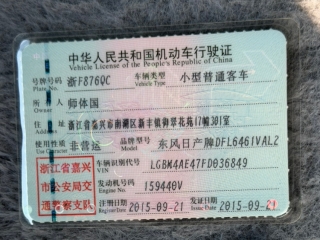 中华人民共和国机动车行驶证
Vehicle License of the People's Republic of China
号牌号码 浙F876QC 车辆类型 小型普通客车
Plate No. Vehicle Type
所有人 师体国
Owner
住址 浙江省嘉兴市南湖区新丰镇御翠花苑17幢301室
使用性质 非营运 品牌型号 东风日产牌DFL6461VAL2
Use Character Model
浙江省嘉兴 车辆识别代号 LGBM4AE47FD036849
VIN
市公安局交 发动机号码 159440V
Engine No.
通警察支队 注册日期 2015-09-21 发证日期 2015-09-21
Register Date Issue Date